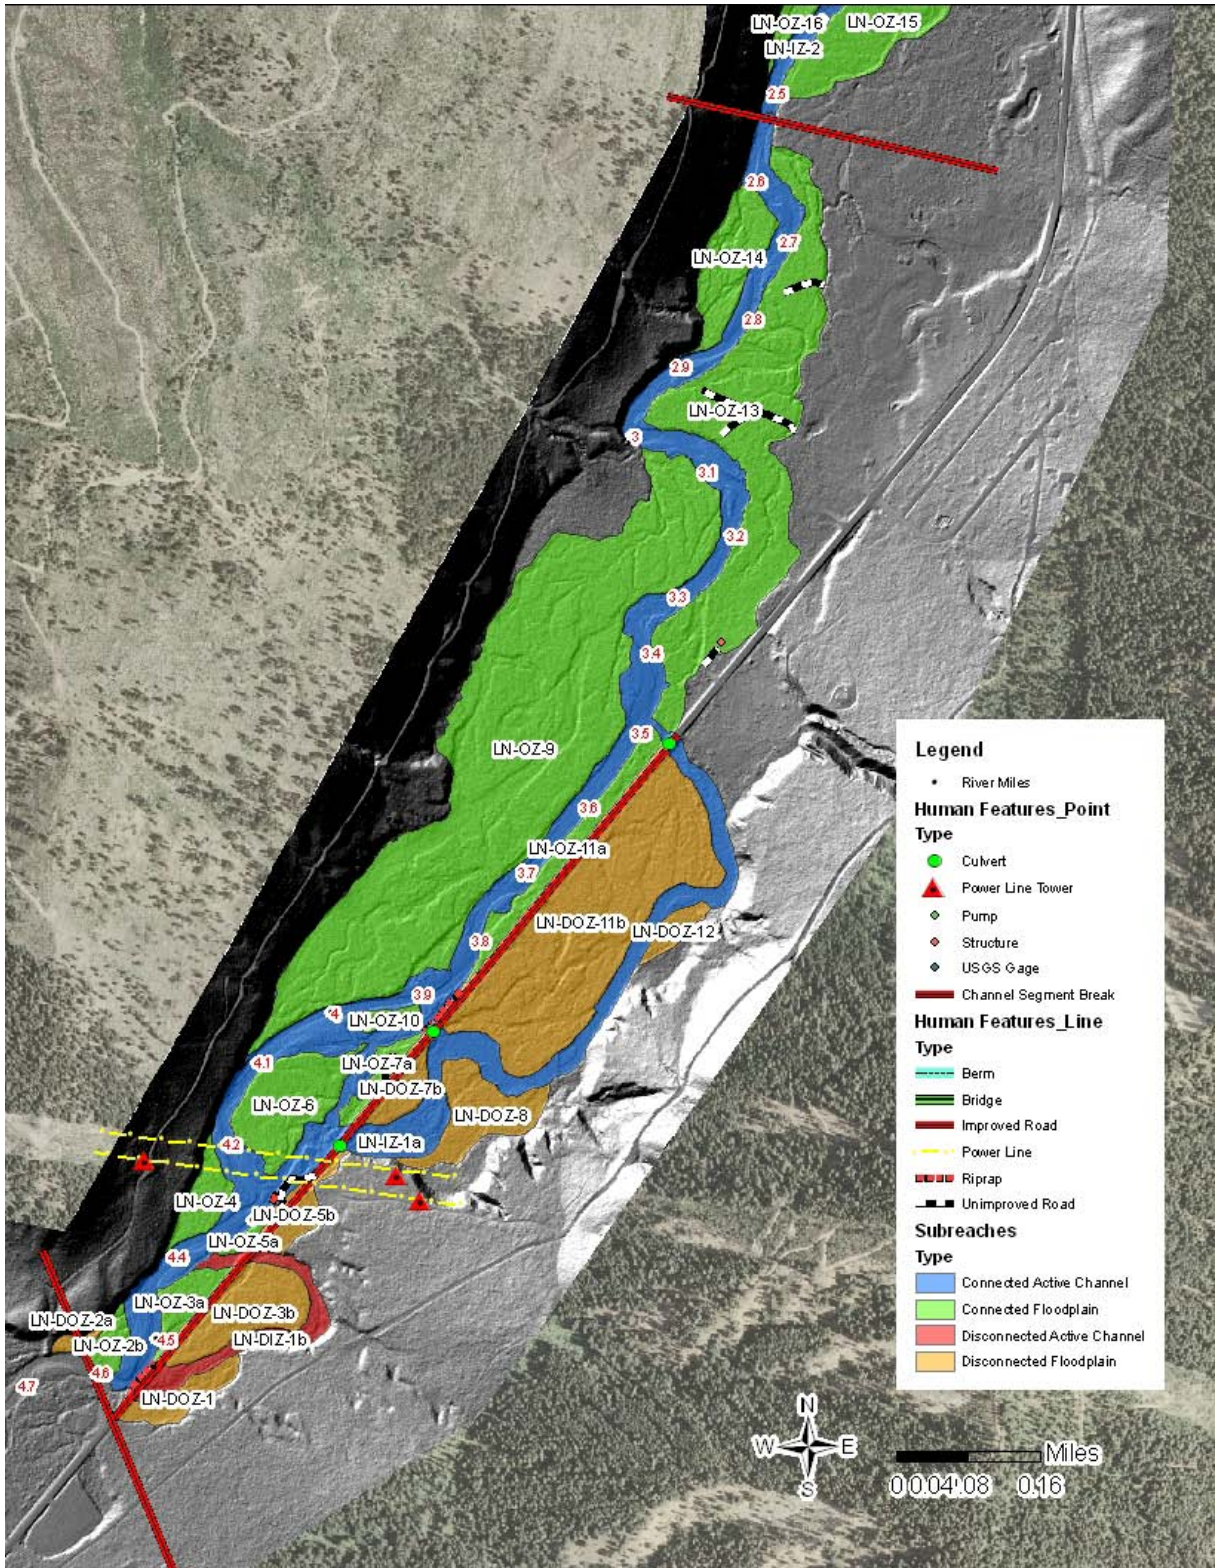 LN-OZ-16
LN-OZ-15
LN-IZ-2
2.5
2.6
2.7
LN-OZ-14
2.8
2.9
LN-OZ-13
3
3.1
3.2
3.3
3.4
3.5
LN-OZ-9
3.6
LN-OZ-11a
3.7
LN-DOZ-11b
LN-DOZ-12
3.8
3.9
4
LN-OZ-10
4.1
LN-OZ-7a
LN-DOZ-7b
LN-OZ-6
LN-DOZ-8
4.2
LN-IZ-1a
LN-OZ-4
LN-DOZ-5b
LN-OZ-5a
4.4
LN-OZ-3a
LN-DOZ-3b
LN-DOZ-2a
LN-OZ-2b
4.5
LN-DIZ-1b
4.6
4.7
LN-DOZ-1
Legend
River Miles
Human Features_Point
Type
Culvert
Power Line Tower
Pump
Structure
USGS Gage
Channel Segment Break
Human Features_Line
Type
Berm
Bridge
Improved Road
Power Line
Riprap
Unimproved Road
Subreaches
Type
Connected Active Channel
Connected Floodplain
Disconnected Active Channel
Disconnected Floodplain
N
W E
S
Miles
0 0.04 .08 0.16